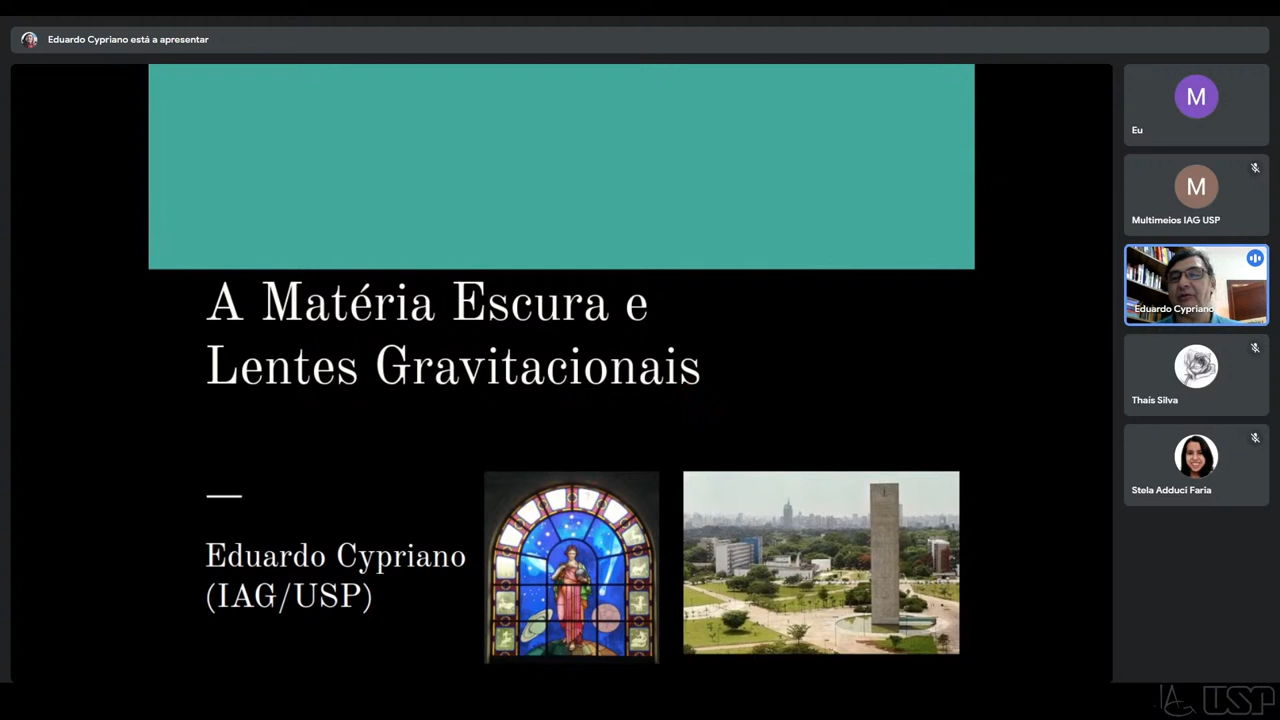 Eduardo Cypriano está a apresentar
A Matéria Escura e
Lentes Gravitacionais
Eduardo Cypriano
(IAG/USP)
M
Eu
M
Multimeios IAG USP
Eduardo Cypriano
Thais Silva
Stela Adduci Faria
USP